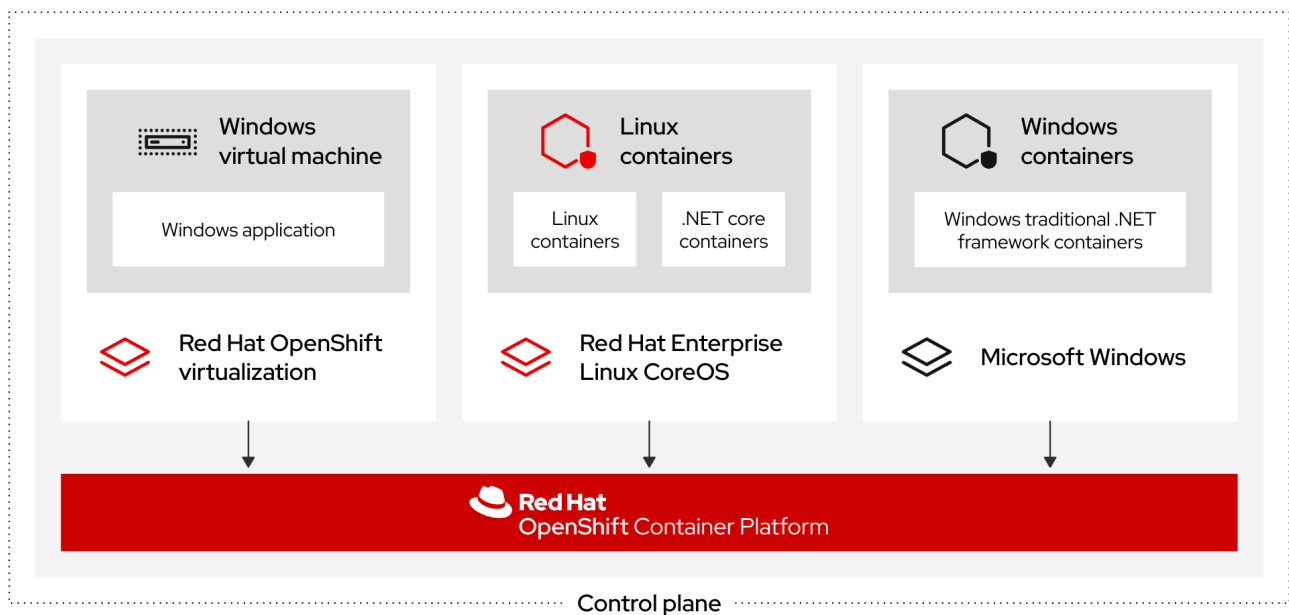 Windows
virtual machine
Windows application
Red Hat OpenShift
virtualization
Linux
containers
Linux
containers
.NET core
containers
Red Hat Enterprise
Linux CoreOS
Windows
containers
Windows traditional .NET
framework containers
Microsoft Windows
Red Hat
OpenShift Container Platform
Control plane